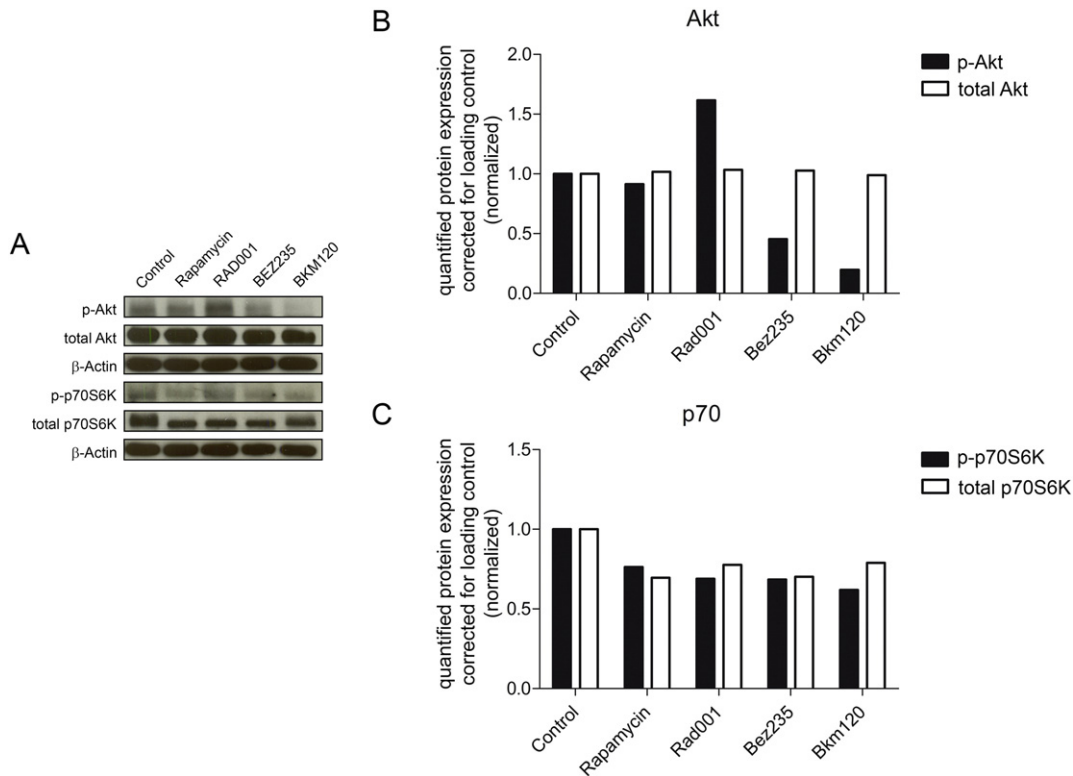 A
Control
Rapamycin
RAD001
BEZ235
BKM120
p-Akt
total Akt
β-Actin
p-p70S6K
total p70S6K
β-Actin
B
Akt
quantified protein expression
corrected for loading control
(normalized)
2.0
1.5
1.0
0.5
0.0
Control
Rapamycin
Rad001
Bez235
Bkm120
p-Akt
total Akt
C
p70
quantified protein expression
corrected for loading control
(normalized)
1.5
1.0
0.5
0.0
Control
Rapamycin
Rad001
Bez235
Bkm120
p-p70S6K
total p70S6K